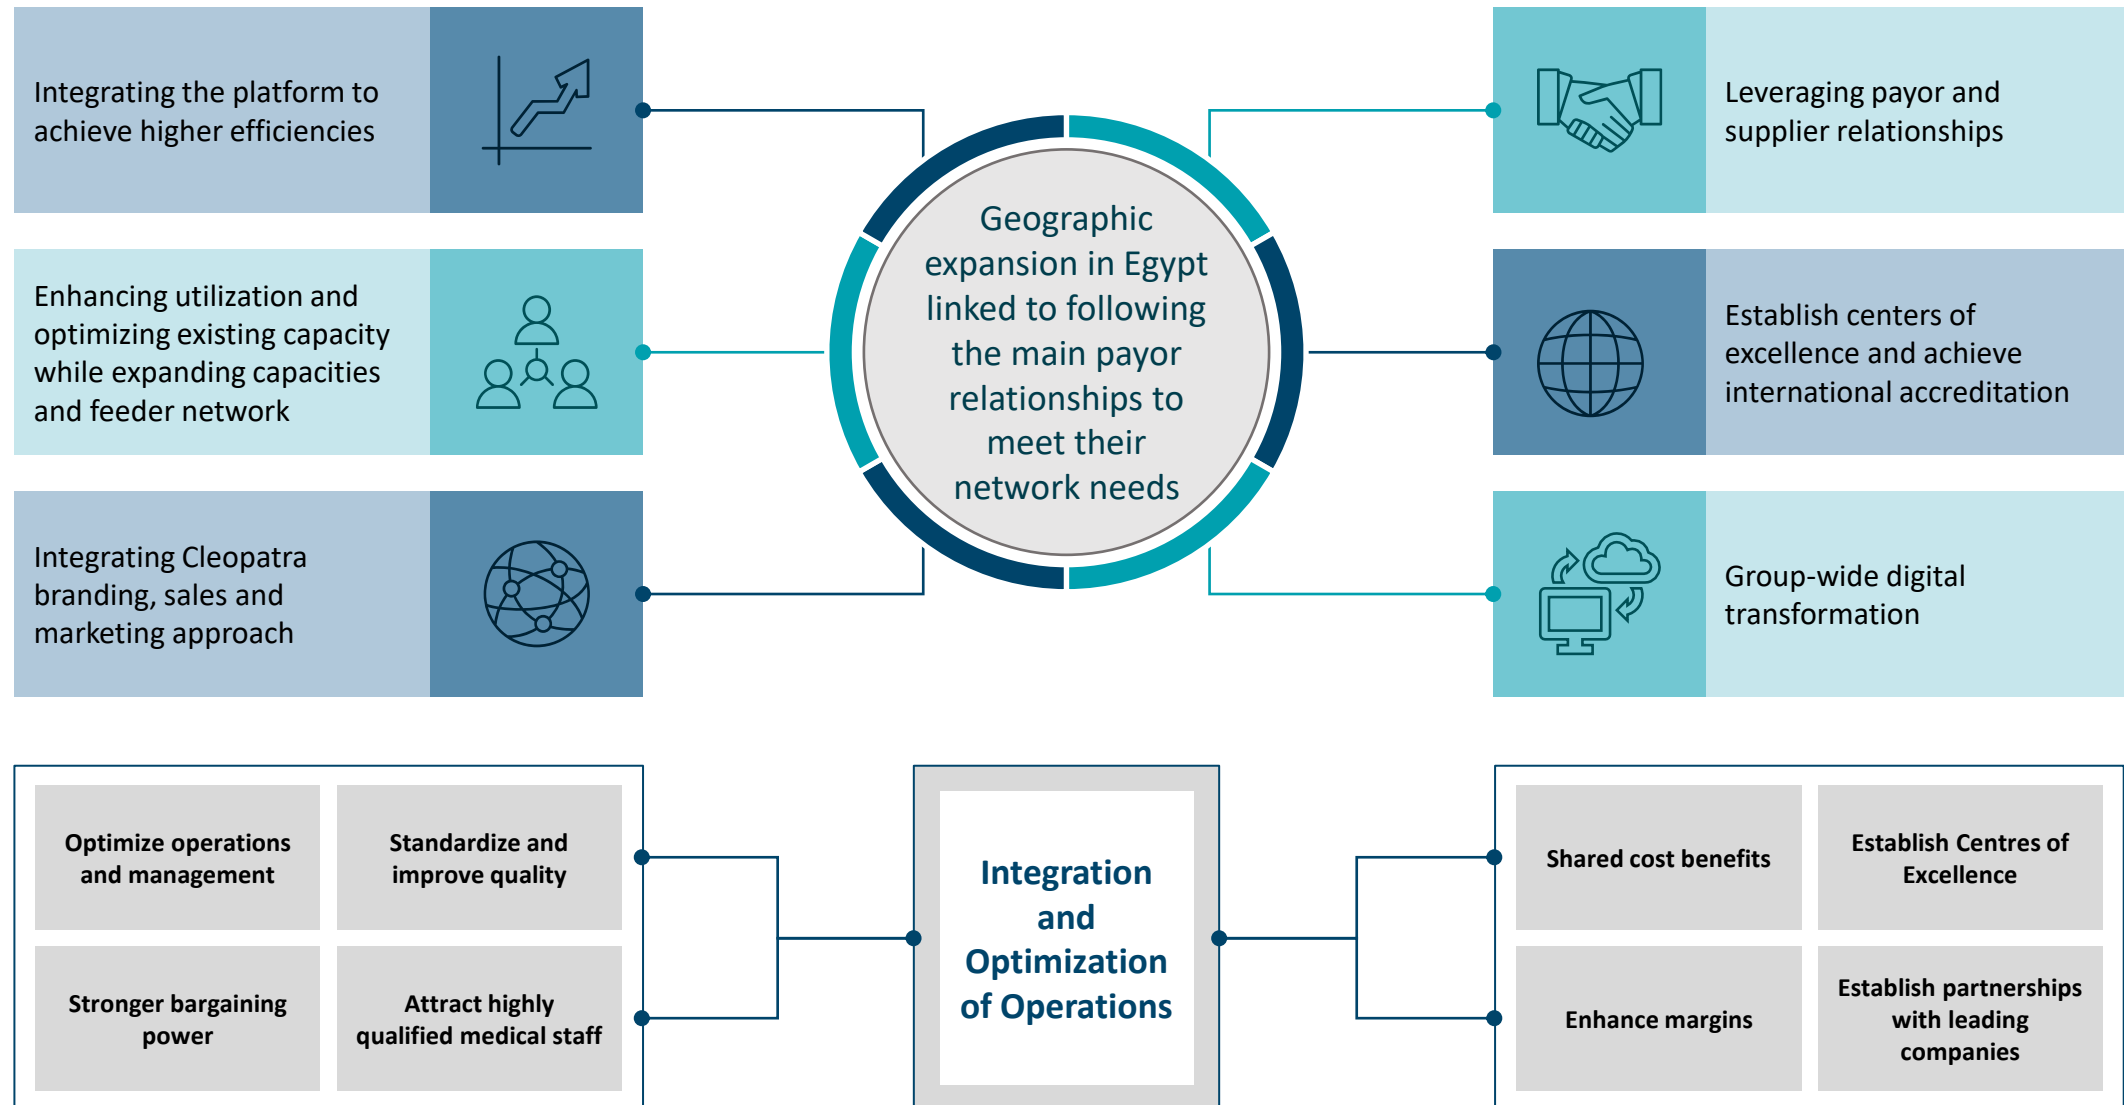 Integrating the platform to
achieve higher efficiencies
Enhancing utilization and
optimizing existing capacity
while expanding capacities
and feeder network
Integrating Cleopatra
branding, sales and
marketing approach
Geographic
expansion in Egypt
linked to following
the main payor
relationships to
meet their
network needs
Leveraging payor and
supplier relationships
Establish centers of
excellence and achieve
international accreditation
Group-wide digital
transformation
Optimize operations
and management
Standardize and
improve quality
Stronger bargaining
power
Attract highly
qualified medical staff
Integration
and
Optimization
of Operations
Shared cost benefits
Establish Centres of
Excellence
Enhance margins
Establish partnerships
with leading
companies